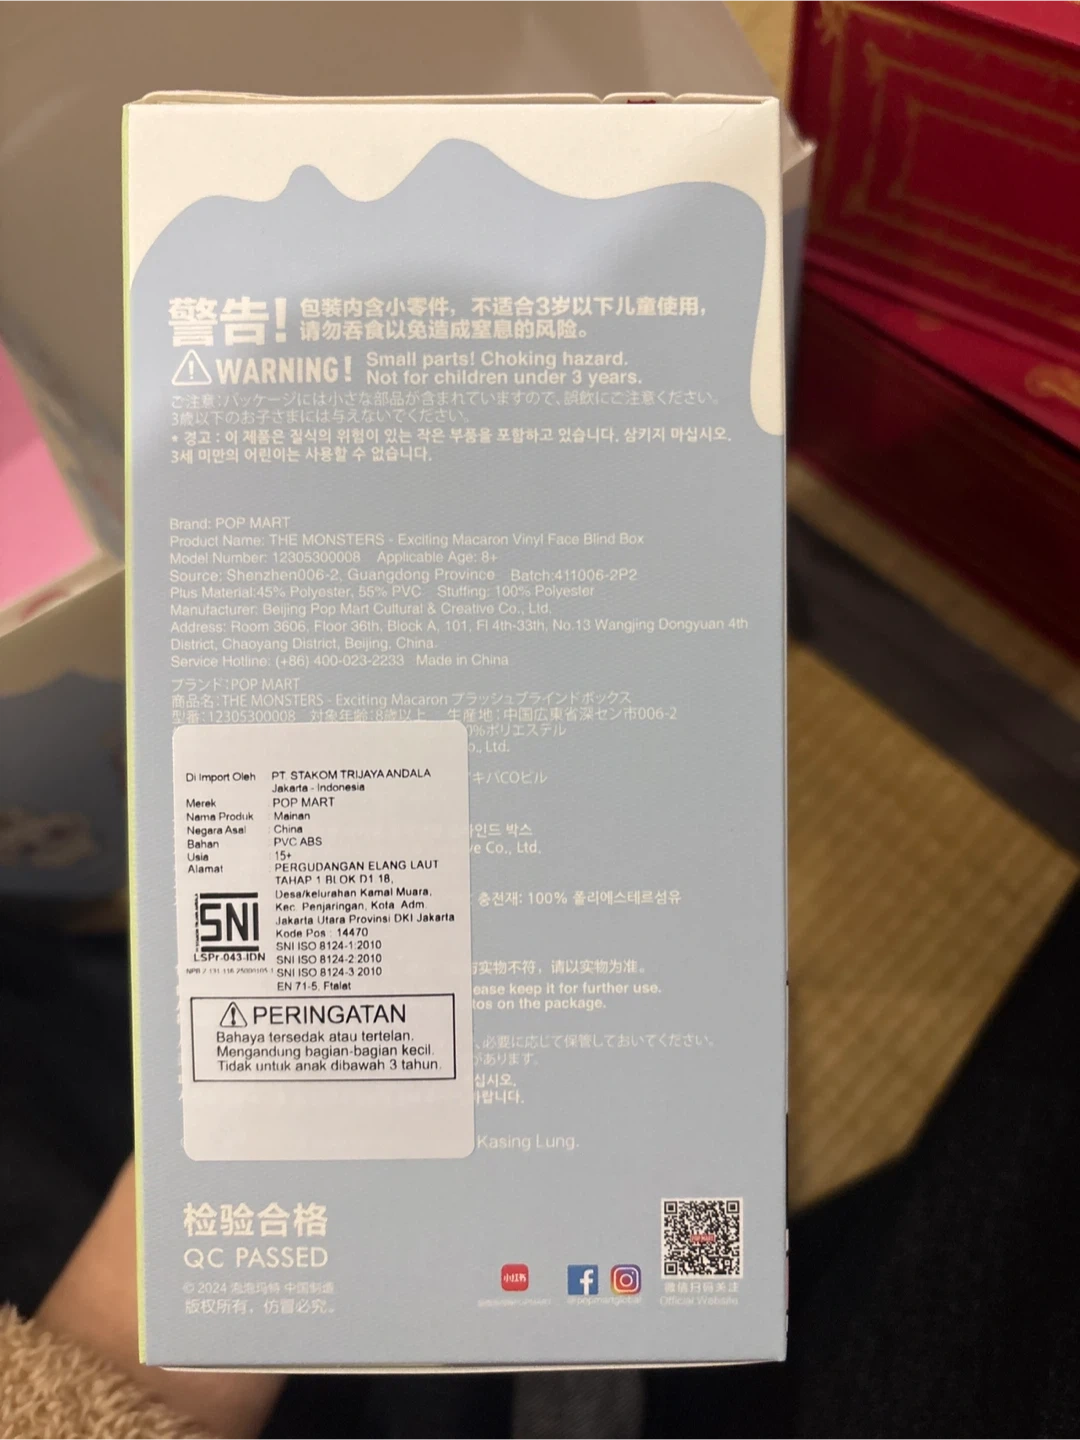 警告! 包装内含小零件，不适合3岁以下儿童使用，
请勿吞食以免造成窒息的风险。
WARNING! Small parts! Choking hazard.
Not for children under 3 years.
ご注意:パッケージには小さな部品が含まれていますので、誤飲にご注意ください。
3歳以下のお子さまには与えないでください。
* 경고 : 이 제품은 질식의 위험이 있는 작은 부품을 포함하고 있습니다. 삼키지 마십시오.
3세 미만의 어린이는 사용할 수 없습니다.
Brand: POP MART
Product Name: THE MONSTERS - Exciting Macaron Vinyl Face Blind Box
Model Number: 12305300008 Applicable Age: 8+
Source: Shenzhen006-2, Guangdong Province Batch:411006-2P2
Plus Material:45% Polyester, 55% PVC Stuffing: 100% Polyester
Manufacturer: Beijing Pop Mart Cultural & Creative Co., Ltd.
Address: Room 3606, Floor 36th, Block A, 101, Fl 4th-33th, No.13 Wangjing Dongyuan 4th
District, Chaoyang District, Beijing, China.
Service Hotline: (+86) 400-023-2233 Made in China
ブランド:POP MART
商品名:THE MONSTERS - Exciting Macaron プラッシュブラインドボックス
型番:12305300008 対象年齢:8歳以上 生産地:中国広東省深セン市006-2
0%ポリエステル
o., Ltd.
アキバCOビル
라인드 박스
ve Co., Ltd.
충전재: 100% 폴리에스테르섬유
实物不符，请以实物为准。
ease keep it for further use.
tos on the package.
、必要に応じて保管しておいてください。
があります。
십시오.
바랍니다.
Kasing Lung.
Di Import Oleh PT. STAKOM TRIJAYA ANDALA
Jakarta - Indonesia
Merek POP MART
Nama Produk : Mainan
Negara Asal : China
Bahan PVC ABS
Usia : 15+
Alamat : PERGUDANGAN ELANG LAUT
TAHAP 1 BLOK D1 18,
Desa/kelurahan Kamal Muara,
Kec. Penjaringan, Kota Adm.
Jakarta Utara Provinsi DKI Jakarta
Kode Pos : 14470
SNI
LSPr-043-IDN
SNI ISO 8124-1:2010
SNI ISO 8124-2:2010
SNI ISO 8124-3:2010
EN 71-5, Ftalat
PERINGATAN
Bahaya tersedak atau tertelan.
Mengandung bagian-bagian kecil.
Tidak untuk anak dibawah 3 tahun.
检验合格
QC PASSED
© 2024 泡泡玛特 中国制造
版权所有，仿冒必究。
小红书
@popmartglobal
POP MART
微信扫码关注
Official Website